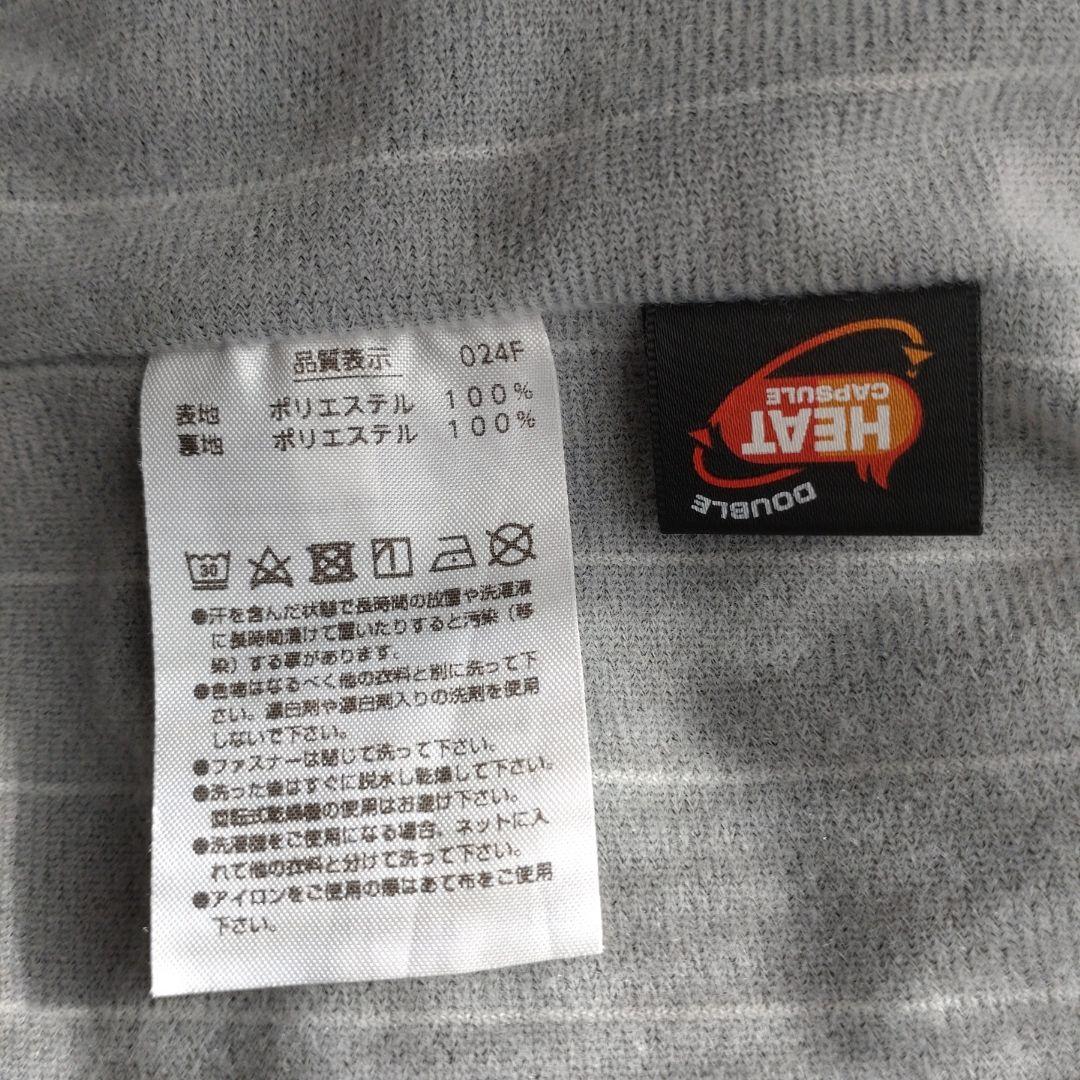 品質表示 024F
表地 ポリエステル 100%
裏地 ポリエステル 100%
30
●汗を含んだ状態で長時間の放置や洗濯液
に長時間漬けて置いたりすると汚染(移
染)する事があります。
●色物はなるべく他の衣料と別に洗って下
さい。漂白剤や漂白剤入りの洗剤を使用
しないで下さい。
●ファスナーは閉じて洗って下さい。
●洗った後はすぐに脱水し乾燥して下さい。
回転式乾燥機の使用はお避け下さい。
●洗濯機をご使用になる場合、ネットに入
れて他の衣料と分けて洗って下さい。
●アイロンをご使用の際はあて布をご使用
下さい。
DOUBLE
HEAT
CAPSULE